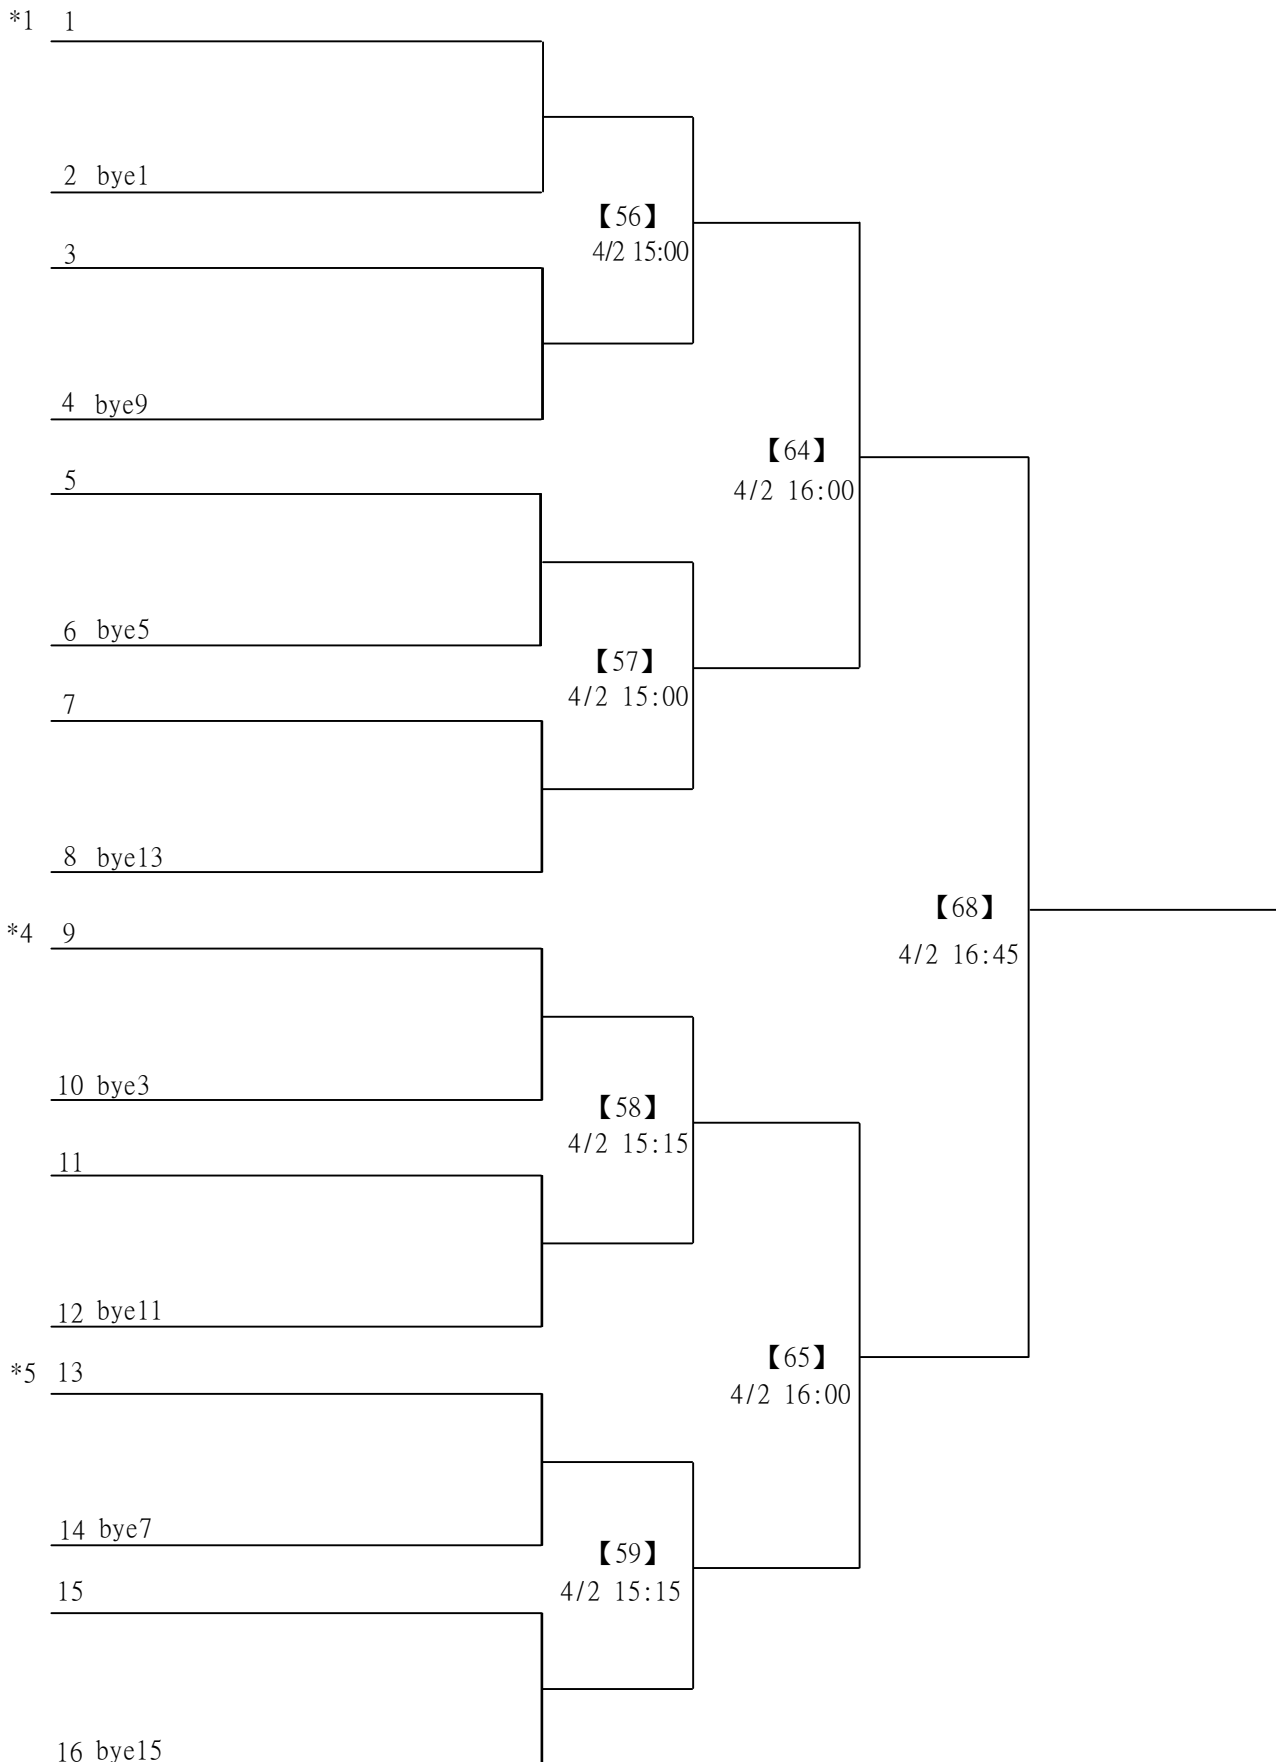 *1 1
2 bye1
【56】
4/2 15:00
3
4 bye9
【64】
4/2 16:00
5
6 bye5
【57】
4/2 15:00
7
8 bye13
【68】
4/2 16:45
*4 9
10 bye3
【58】
4/2 15:15
11
12 bye11
【65】
4/2 16:00
*5 13
14 bye7
【59】
4/2 15:15
15
16 bye15